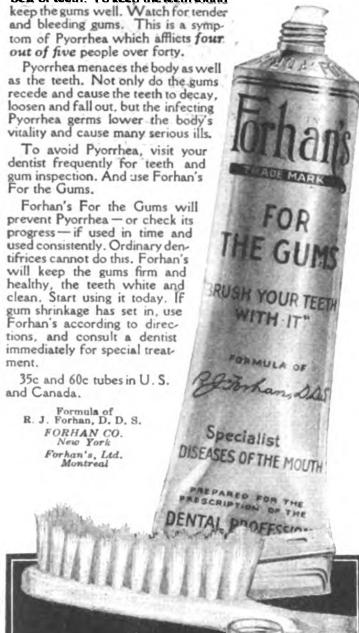 keep the gums well. Watch for tender
and bleeding gums. This is a symp-
tom of Pyorrhea which afflicts four
out of five people over forty.
Pyorrhea menaces the body as well
as the teeth. Not only do the gums
recede and cause the teeth to decay,
loosen and fall out, but the infecting
Pyorrhea germs lower the body's
vitality and cause many serious ills.
To avoid Pyorrhea, visit your
dentist frequently for teeth and
gum inspection. And use Forhan's
For the Gums.
Forhan's For the Gums will
prevent Pyorrhea—or check its
progress—if used in time and
used consistently. Ordinary den-
tifrices cannot do this. Forhan's
will keep the gums firm and
healthy, the teeth white and
clean. Start using it today. If
gum shrinkage has set in, use
Forhan's according to direc-
tions, and consult a dentist
immediately for special treat-
ment.
35c and 60c tubes in U. S.
and Canada.
Formula of
R. J. Forhan, D. D. S.
FORHAN CO.
New York
Forhan's, Ltd.
Montreal
Forhan's
TRADE MARK
FOR
THE GUMS
"BRUSH YOUR TEETH
WITH IT"
FORMULA OF
R J Forhan, D.D.S
Specialist
DISEASES OF THE MOUTH
PREPARED FOR THE
PRESCRIPTION OF THE
DENTAL PROFESSION